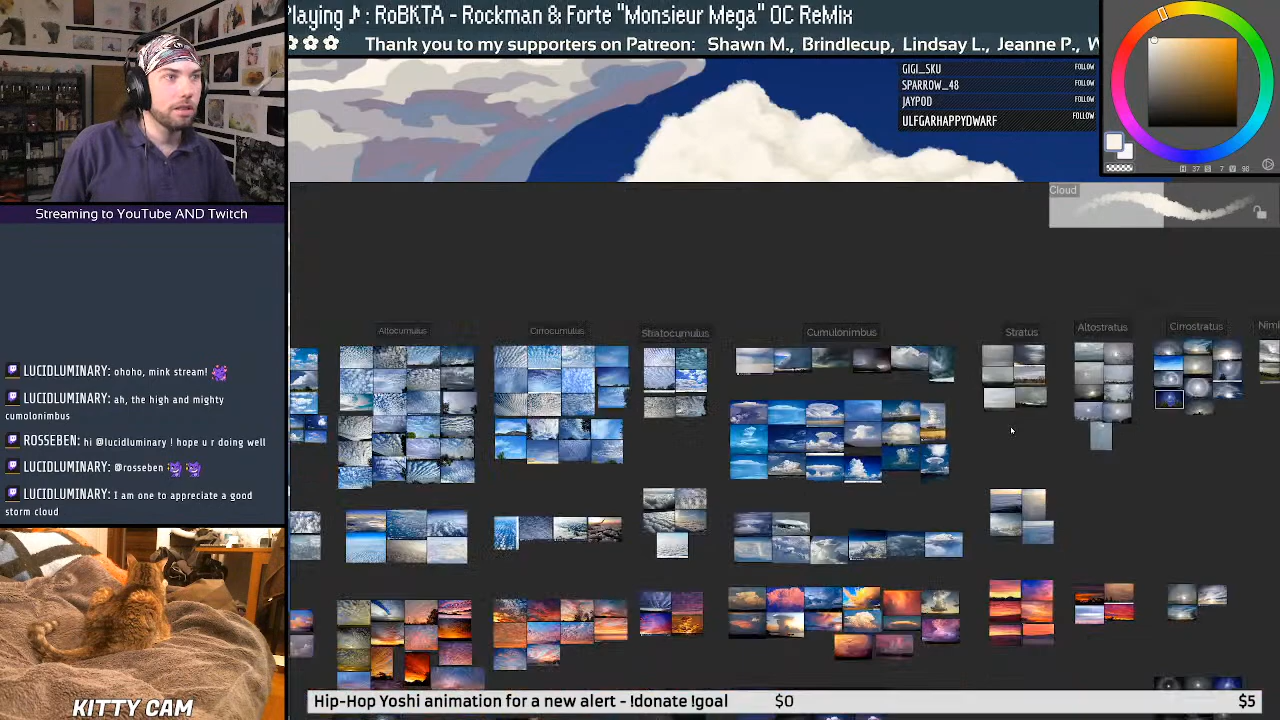 Playing ♪ : RoBKTA - Rockman & Forte "Monsieur Mega" OC ReMix
Thank you to my supporters on Patreon: Shawn M., Brindlecup, Lindsay L., Jeanne P., W
GIGI_SKU FOLLOW
SPARROW_48 FOLLOW
JAYPOD FOLLOW
ULFGARHAPPYDWARF FOLLOW
H 37 S 7 V 98
Cloud
Streaming to YouTube AND Twitch
Altocumulus
Cirrocumulus
Stratocumulus
Cumulonimbus
Stratus
Altostratus
Cirrostratus
LUCIDLUMINARY: ohoho, mink stream!
LUCIDLUMINARY: ah, the high and mighty
cumolonimbus
ROSSEBEN: hi @lucidluminary ! hope u r doing well
LUCIDLUMINARY: @rosseben
LUCIDLUMINARY: I am one to appreciate a good
storm cloud
KITTY CAM
Hip-Hop Yoshi animation for a new alert - !donate !goal $0 $5